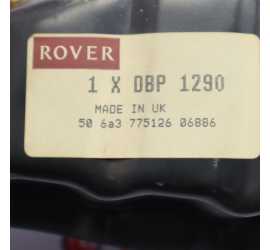 ROVER
1 X DBP 1290
MADE IN UK
50 6a3 775126 06886